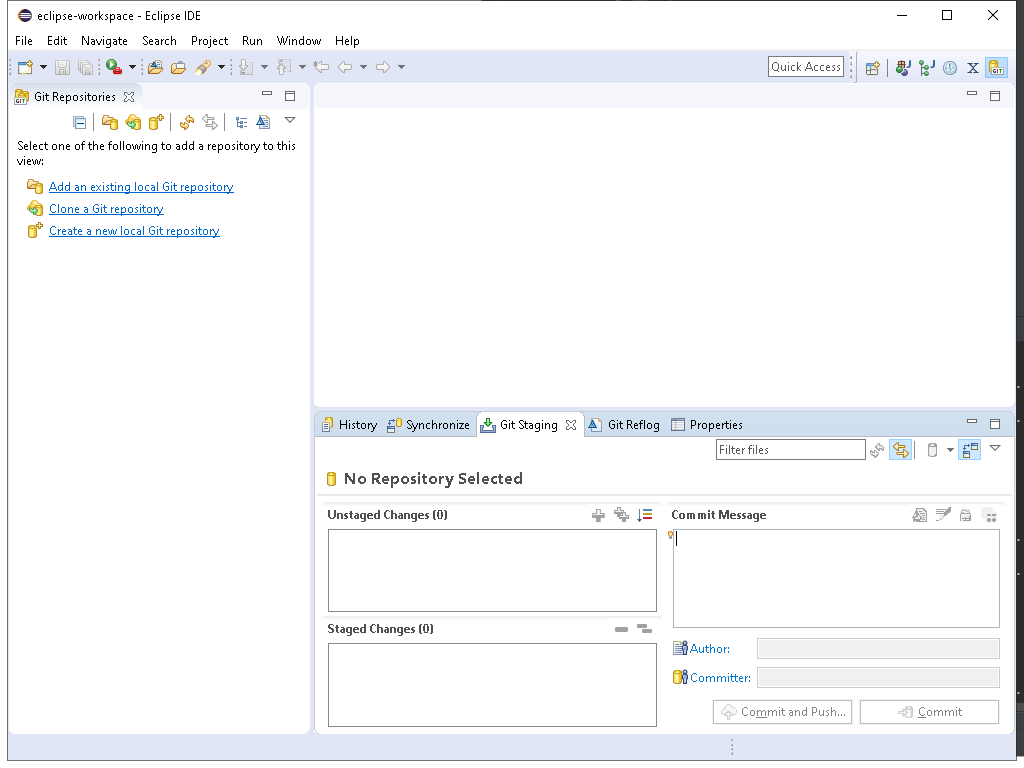 eclipse-workspace - Eclipse IDE
File Edit Navigate Search Project Run Window Help
Quick Access
Git Repositories
Select one of the following to add a repository to this
view:
Add an existing local Git repository
Clone a Git repository
Create a new local Git repository
History Synchronize Git Staging Git Reflog Properties
Filter files
No Repository Selected
Unstaged Changes (0)
Commit Message
Staged Changes (0)
Author:
Committer:
Commit and Push... Commit